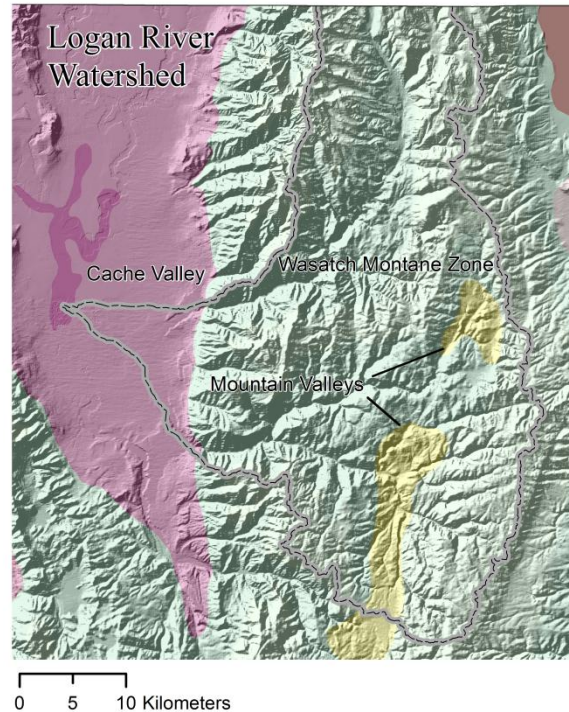 Logan River
Watershed
Cache Valley
Wasatch Montane Zone
Mountain Valleys
0 5 10 Kilometers